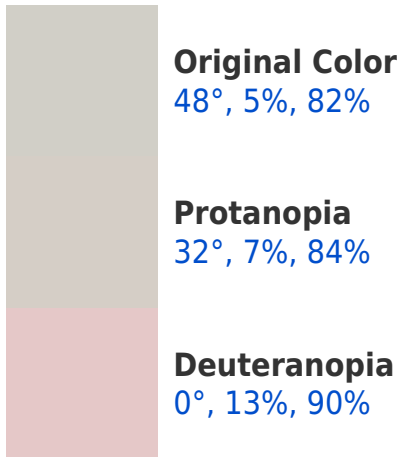 Original Color
48°, 5%, 82%
Protanopia
32°, 7%, 84%
Deuteranopia
0°, 13%, 90%